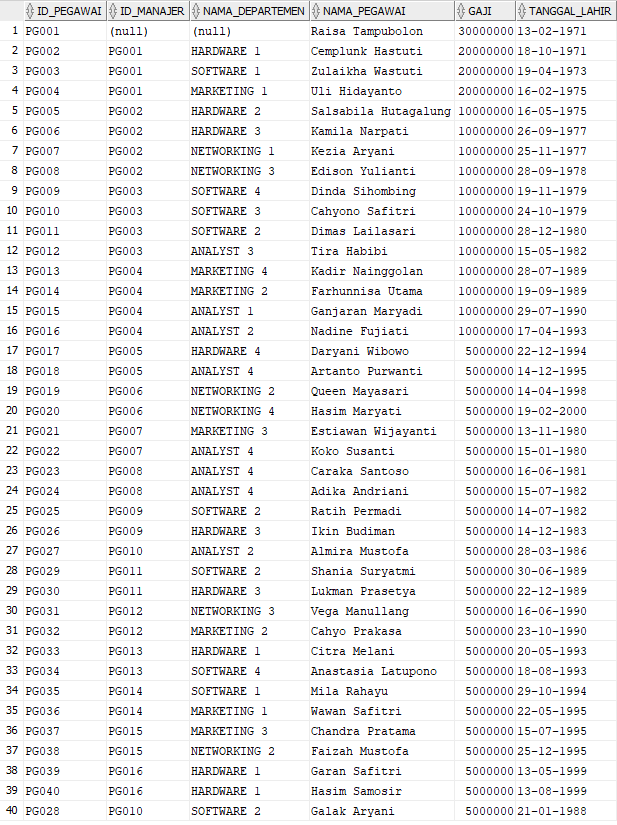 ID_PEGAWAI ID_MANAJER NAMA_DEPARTEMEN NAMA_PEGAWAI GAJI TANGGAL_LAHIR
1 PG001 (null) (null) Raisa Tampubolon 30000000 13-02-1971
2 PG002 PG001 HARDWARE 1 Cemplunk Hastuti 20000000 18-10-1971
3 PG003 PG001 SOFTWARE 1 Zulaikha Wastuti 20000000 19-04-1973
4 PG004 PG001 MARKETING 1 Uli Hidayanto 20000000 16-02-1975
5 PG005 PG002 HARDWARE 2 Salsabila Hutagalung 10000000 16-05-1975
6 PG006 PG002 HARDWARE 3 Kamila Narpati 10000000 26-09-1977
7 PG007 PG002 NETWORKING 1 Kezia Aryani 10000000 25-11-1977
8 PG008 PG002 NETWORKING 3 Edison Yulianti 10000000 28-09-1978
9 PG009 PG003 SOFTWARE 4 Dinda Sihombing 10000000 19-11-1979
10 PG010 PG003 SOFTWARE 3 Cahyono Safitri 10000000 24-10-1979
11 PG011 PG003 SOFTWARE 2 Dimas Lailasari 10000000 28-12-1980
12 PG012 PG003 ANALYST 3 Tira Habibi 10000000 15-05-1982
13 PG013 PG004 MARKETING 4 Kadir Nainggolan 10000000 28-07-1989
14 PG014 PG004 MARKETING 2 Farhunnisa Utama 10000000 19-09-1989
15 PG015 PG004 ANALYST 1 Ganjaran Maryadi 10000000 29-07-1990
16 PG016 PG004 ANALYST 2 Nadine Fujiati 10000000 17-04-1993
17 PG017 PG005 HARDWARE 4 Daryani Wibowo 5000000 22-12-1994
18 PG018 PG005 ANALYST 4 Artanto Purwanti 5000000 14-12-1995
19 PG019 PG006 NETWORKING 2 Queen Mayasari 5000000 14-04-1998
20 PG020 PG006 NETWORKING 4 Hasim Maryati 5000000 19-02-2000
21 PG021 PG007 MARKETING 3 Estiawan Wijayanti 5000000 13-11-1980
22 PG022 PG007 ANALYST 4 Koko Susanti 5000000 15-01-1980
23 PG023 PG008 ANALYST 4 Caraka Santoso 5000000 16-06-1981
24 PG024 PG008 ANALYST 4 Adika Andriani 5000000 15-07-1982
25 PG025 PG009 SOFTWARE 2 Ratih Permadi 5000000 14-07-1982
26 PG026 PG009 HARDWARE 3 Ikin Budiman 5000000 14-12-1983
27 PG027 PG010 ANALYST 2 Almira Mustofa 5000000 28-03-1986
28 PG029 PG011 SOFTWARE 2 Shania Suryatmi 5000000 30-06-1989
29 PG030 PG011 HARDWARE 3 Lukman Prasetya 5000000 22-12-1989
30 PG031 PG012 NETWORKING 3 Vega Manullang 5000000 16-06-1990
31 PG032 PG012 MARKETING 2 Cahyo Prakasa 5000000 23-10-1990
32 PG033 PG013 HARDWARE 1 Citra Melani 5000000 20-05-1993
33 PG034 PG013 SOFTWARE 4 Anastasia Latupono 5000000 18-08-1993
34 PG035 PG014 SOFTWARE 1 Mila Rahayu 5000000 29-10-1994
35 PG036 PG014 MARKETING 1 Wawan Safitri 5000000 22-05-1995
36 PG037 PG015 MARKETING 3 Chandra Pratama 5000000 15-07-1995
37 PG038 PG015 NETWORKING 2 Faizah Mustofa 5000000 25-12-1995
38 PG039 PG016 HARDWARE 1 Garan Safitri 5000000 13-05-1999
39 PG040 PG016 HARDWARE 1 Hasim Samosir 5000000 13-08-1999
40 PG028 PG010 SOFTWARE 2 Galak Aryani 5000000 21-01-1988